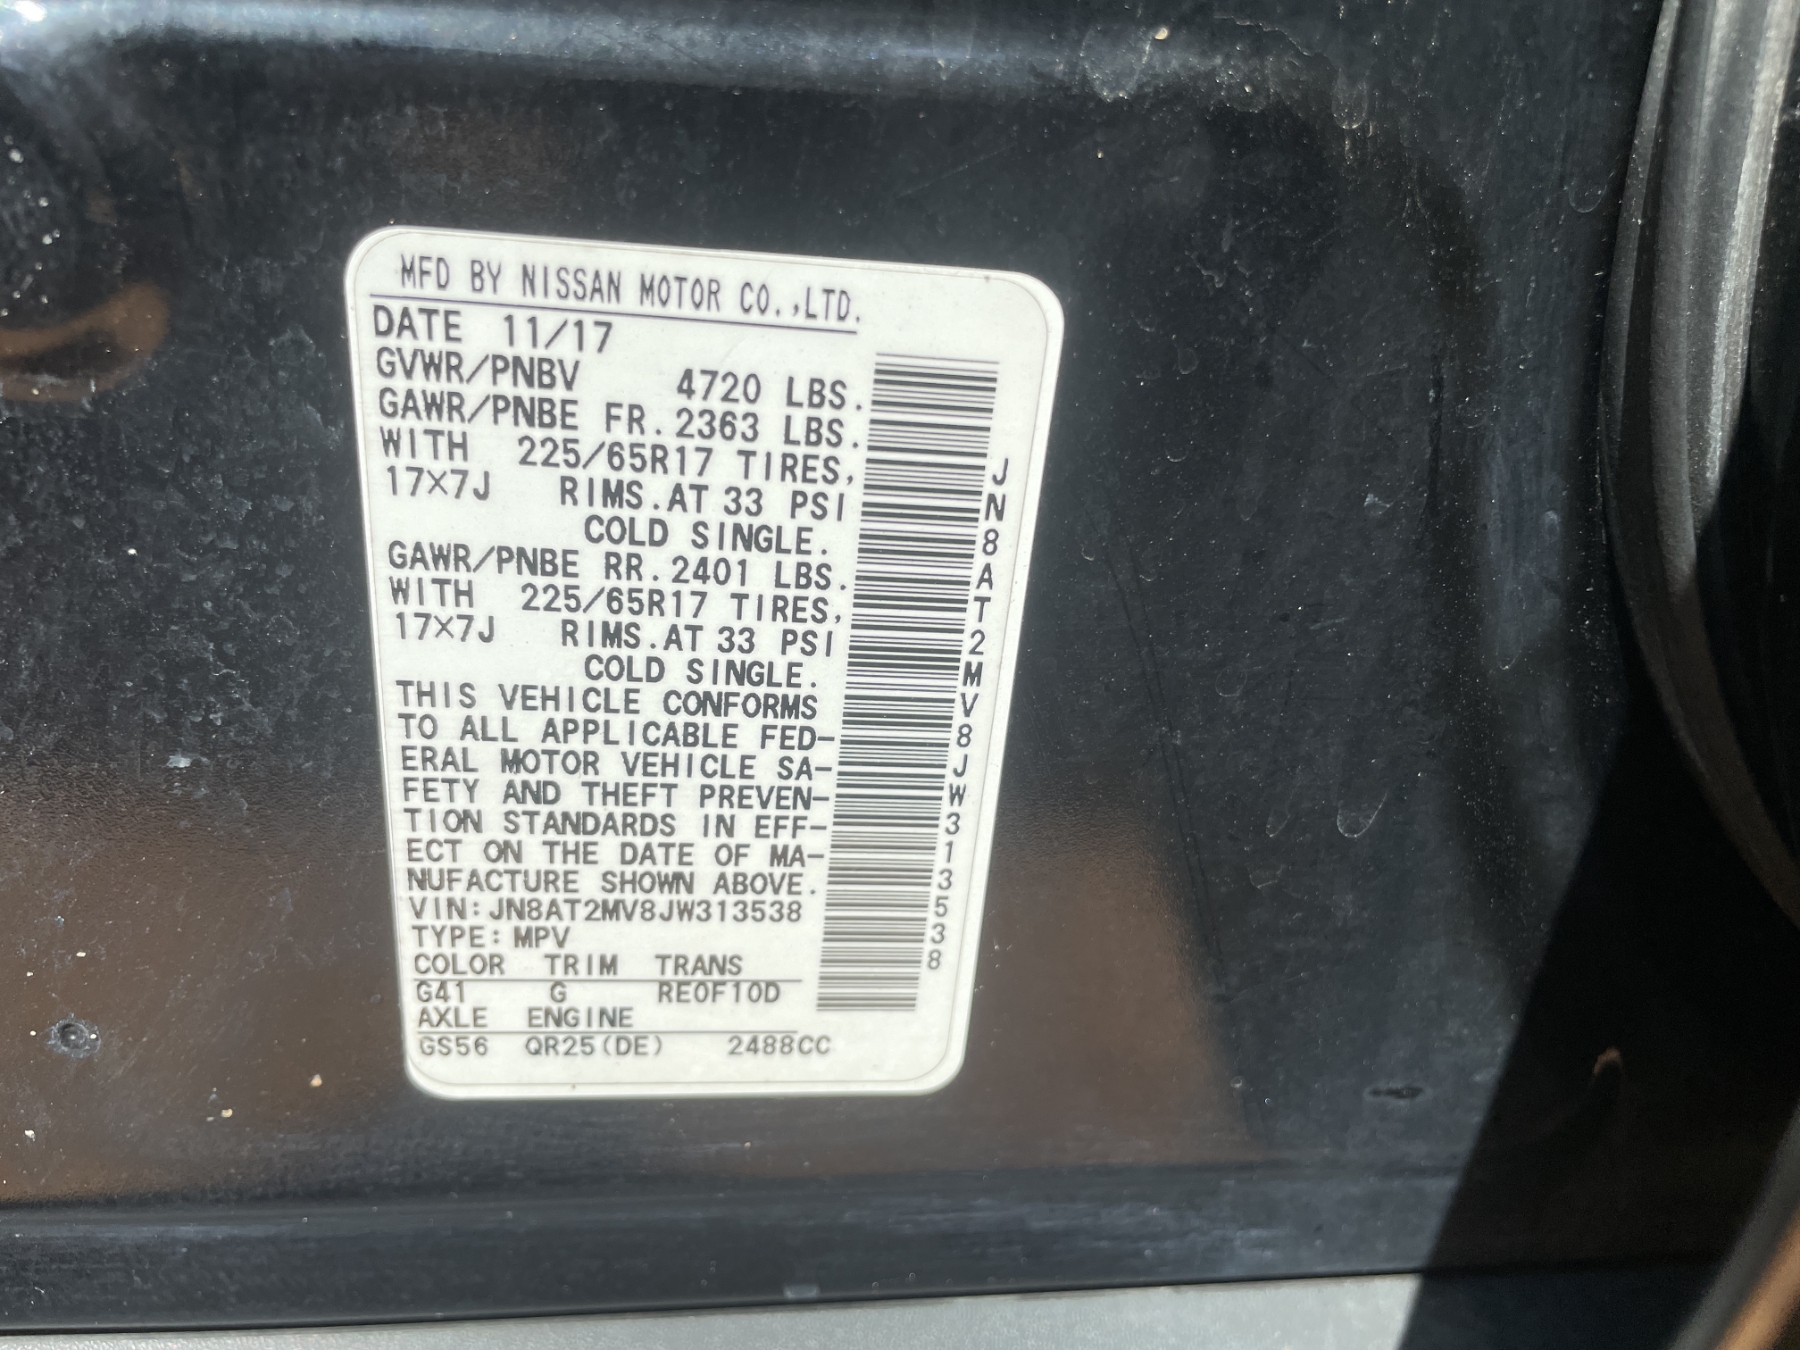 MFD BY NISSAN MOTOR CO.,LTD.
DATE 11/17
GVWR/PNBV 4720 LBS.
GAWR/PNBE FR. 2363 LBS.
WITH 225/65R17 TIRES,
17×7J RIMS. AT 33 PSI
COLD SINGLE.
GAWR/PNBE RR. 2401 LBS.
WITH 225/65R17 TIRES,
17×7J RIMS. AT 33 PSI
COLD SINGLE.
THIS VEHICLE CONFORMS
TO ALL APPLICABLE FED-
ERAL MOTOR VEHICLE SA-
FETY AND THEFT PREVEN-
TION STANDARDS IN EFF-
ECT ON THE DATE OF MA-
NUFACTURE SHOWN ABOVE.
VIN: JN8AT2MV8JW313538
TYPE: MPV
COLOR TRIM TRANS
G41 G RE0F10D
AXLE ENGINE
GS56 QR25(DE) 2488CC
JN8AT2MV8JW313538